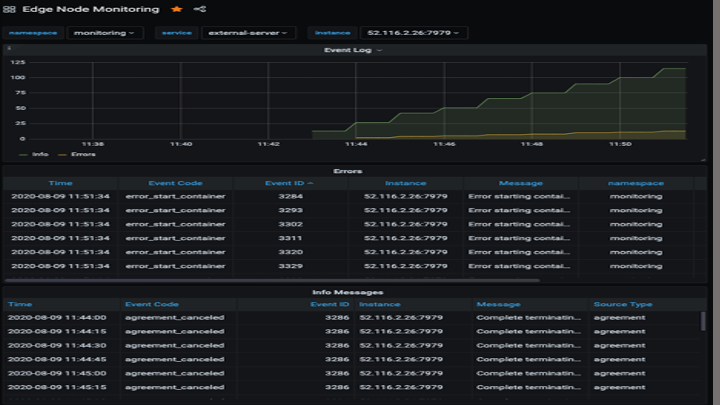 Edge Node Monitoring
namespace monitoring service external-server instance 52.116.2.26:7979
Event Log
125
100
75
50
25
0
11:36 11:38 11:40 11:42 11:44 11:46 11:48 11:50
Info Errors
Errors
Time Event Code Event ID Instance Message namespace
2020-08-09 11:51:34 error_start_container 3284 52.116.2.26:7979 Error starting contai... monitoring
2020-08-09 11:51:34 error_start_container 3293 52.116.2.26:7979 Error starting contai... monitoring
2020-08-09 11:51:34 error_start_container 3302 52.116.2.26:7979 Error starting contai... monitoring
2020-08-09 11:51:34 error_start_container 3311 52.116.2.26:7979 Error starting contai... monitoring
2020-08-09 11:51:34 error_start_container 3320 52.116.2.26:7979 Error starting contai... monitoring
2020-08-09 11:51:34 error_start_container 3329 52.116.2.26:7979 Error starting contai... monitoring
Info Messages
Time Event Code Event ID Instance Message Source Type
2020-08-09 11:44:00 agreement_canceled 3286 52.116.2.26:7979 Complete terminatin... agreement
2020-08-09 11:44:15 agreement_canceled 3286 52.116.2.26:7979 Complete terminatin... agreement
2020-08-09 11:44:30 agreement_canceled 3286 52.116.2.26:7979 Complete terminatin... agreement
2020-08-09 11:44:45 agreement_canceled 3286 52.116.2.26:7979 Complete terminatin... agreement
2020-08-09 11:45:00 agreement_canceled 3286 52.116.2.26:7979 Complete terminatin... agreement
2020-08-09 11:45:15 agreement_canceled 3286 52.116.2.26:7979 Complete terminatin... agreement